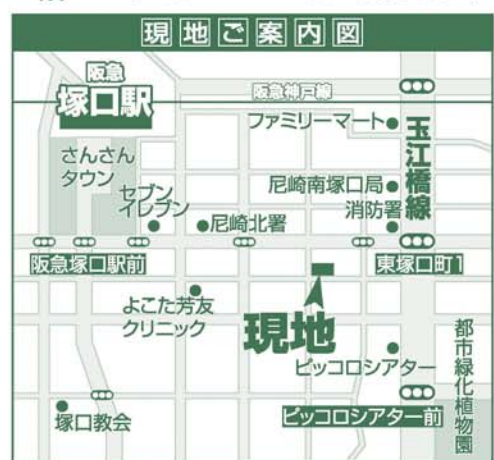 現地ご案内図
阪急
塚口駅
阪急神戸線
ファミリーマート
玉江橋線
さんさん
タウン
セブン
イレブン
尼崎南塚口局
尼崎北署
消防署
阪急塚口駅前
東塚口町1
よこた芳友
クリニック
現地
ピッコロシアター
都市緑化植物園
塚口教会
ピッコロシアター前